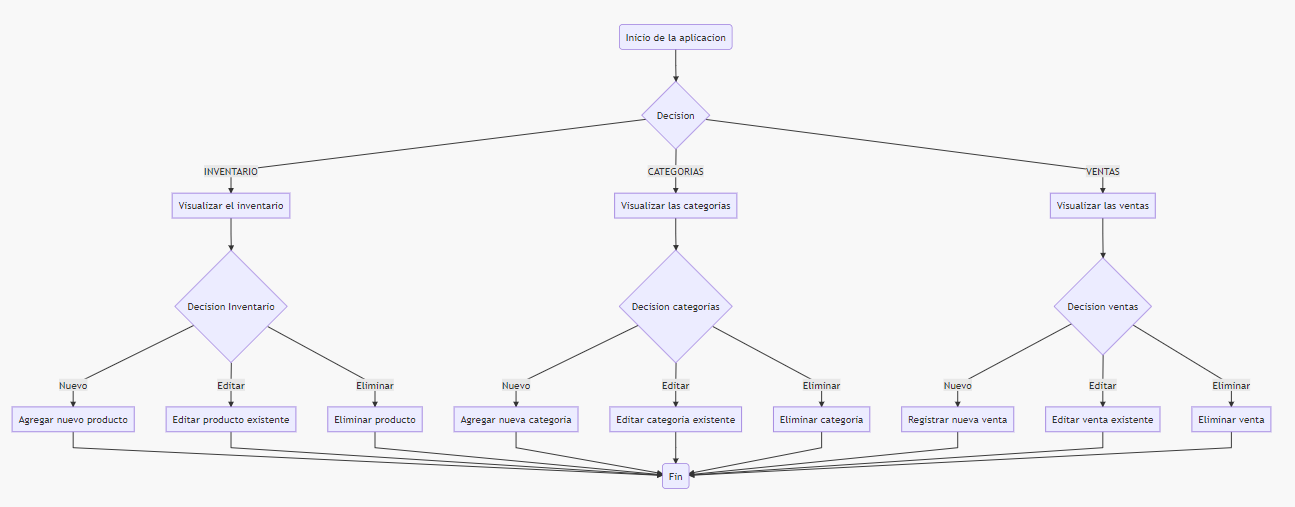 Inicio de la aplicacion
Decision
INVENTARIO
CATEGORIAS
VENTAS
Visualizar el inventario
Visualizar las categorias
Visualizar las ventas
Decision Inventario
Decision categorias
Decision ventas
Nuevo
Editar
Eliminar
Nuevo
Editar
Eliminar
Nuevo
Editar
Eliminar
Agregar nuevo producto
Editar producto existente
Eliminar producto
Agregar nueva categoria
Editar categoria existente
Eliminar categoria
Registrar nueva venta
Editar venta existente
Eliminar venta
Fin